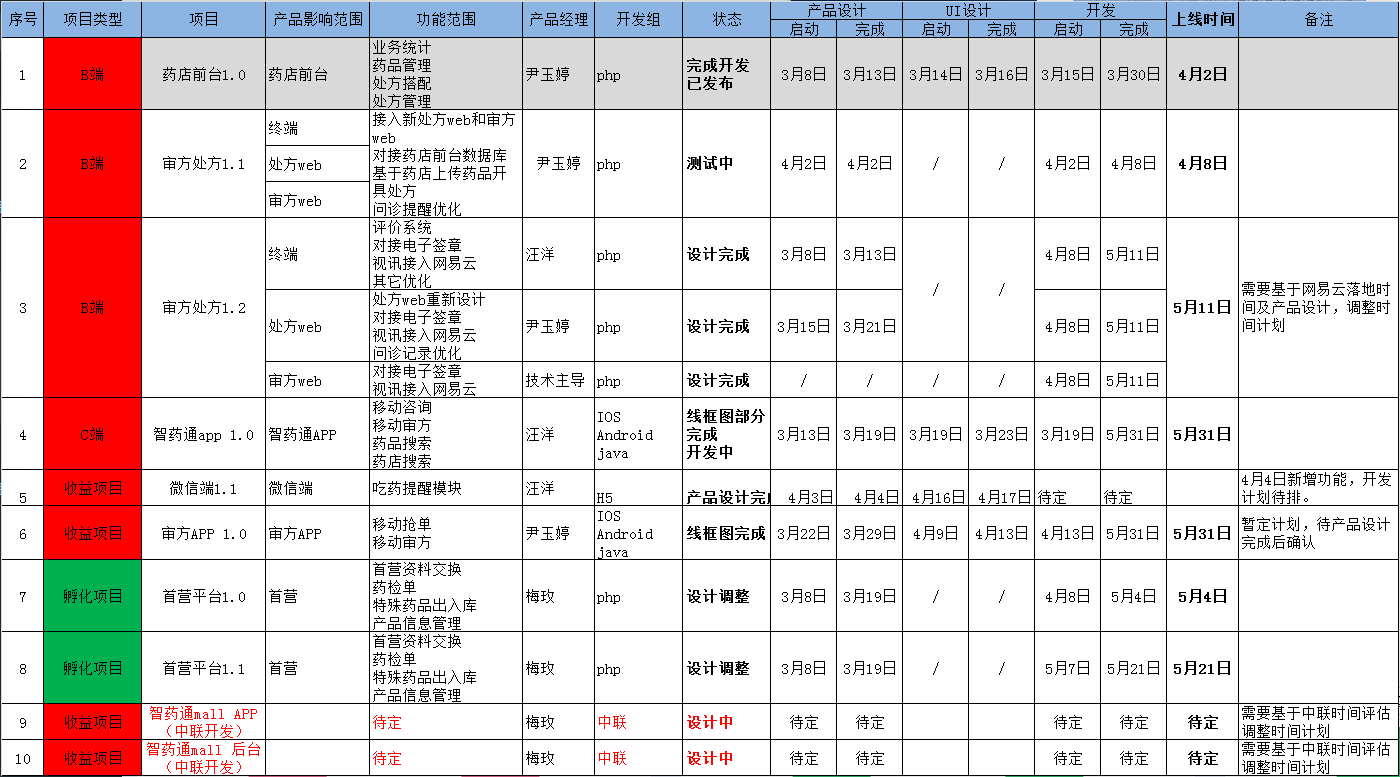 序号 项目类型 项目 产品影响范围 功能范围 产品经理 开发组 状态 产品设计 UI设计 开发 上线时间 备注
启动 完成 启动 完成 启动 完成
1 B端 药店前台1.0 药店前台
业务统计
药品管理
处方搭配
处方管理
尹玉婷 php
完成开发
已发布
3月8日 3月13日 3月14日 3月16日 3月15日 3月30日 4月2日
2 B端 审方处方1.1
终端
处方web
审方web
接入新处方web和审方
web
对接药店前台数据库
基于药店上传药品开
具处方
问诊提醒优化
尹玉婷 php 测试中 4月2日 4月2日 / / 4月2日 4月8日 4月8日
3 B端 审方处方1.2
终端
评价系统
对接电子签章
视讯接入网易云
其它优化
汪洋 php 设计完成 3月8日 3月13日 / / 4月8日 5月11日 5月11日
需要基于网易云落地时
间及产品设计，调整时
间计划
处方web
处方web重新设计
对接电子签章
视讯接入网易云
问诊记录优化
尹玉婷 php 设计完成 3月15日 3月21日 4月8日 5月11日
审方web
对接电子签章
视讯接入网易云
技术主导 php 设计完成 / / / / 4月8日 5月11日
4 C端 智药通app 1.0 智药通APP
移动咨询
移动审方
药品搜索
药店搜索
汪洋
IOS
Android
java
线框图部分
完成
开发中
3月13日 3月19日 3月19日 3月23日 3月19日 5月31日 5月31日
5 收益项目 微信端1.1 微信端 吃药提醒模块 汪洋 H5 产品设计完成 4月3日 4月4日 4月16日 4月17日 待定 待定
4月4日新增功能，开发
计划待排。
6 收益项目 审方APP 1.0 审方APP
移动抢单
移动审方
尹玉婷
IOS
Android
java
线框图完成 3月22日 3月29日 4月9日 4月13日 4月13日 5月31日 5月31日
暂定计划，待产品设计
完成后确认
7 孵化项目 首营平台1.0 首营
首营资料交换
药检单
特殊药品出入库
产品信息管理
梅玫 php 设计调整 3月8日 3月19日 / / 4月8日 5月4日 5月4日
8 孵化项目 首营平台1.1 首营
首营资料交换
药检单
特殊药品出入库
产品信息管理
梅玫 php 设计调整 3月8日 3月19日 / / 5月7日 5月21日 5月21日
9 收益项目
智药通mall APP
（中联开发）
待定 梅玫 中联 设计中 待定 待定 待定 待定 待定
需要基于中联时间评估
调整时间计划
10 收益项目
智药通mall 后台
（中联开发）
待定 梅玫 中联 设计中 待定 待定 待定 待定 待定
需要基于中联时间评估
调整时间计划